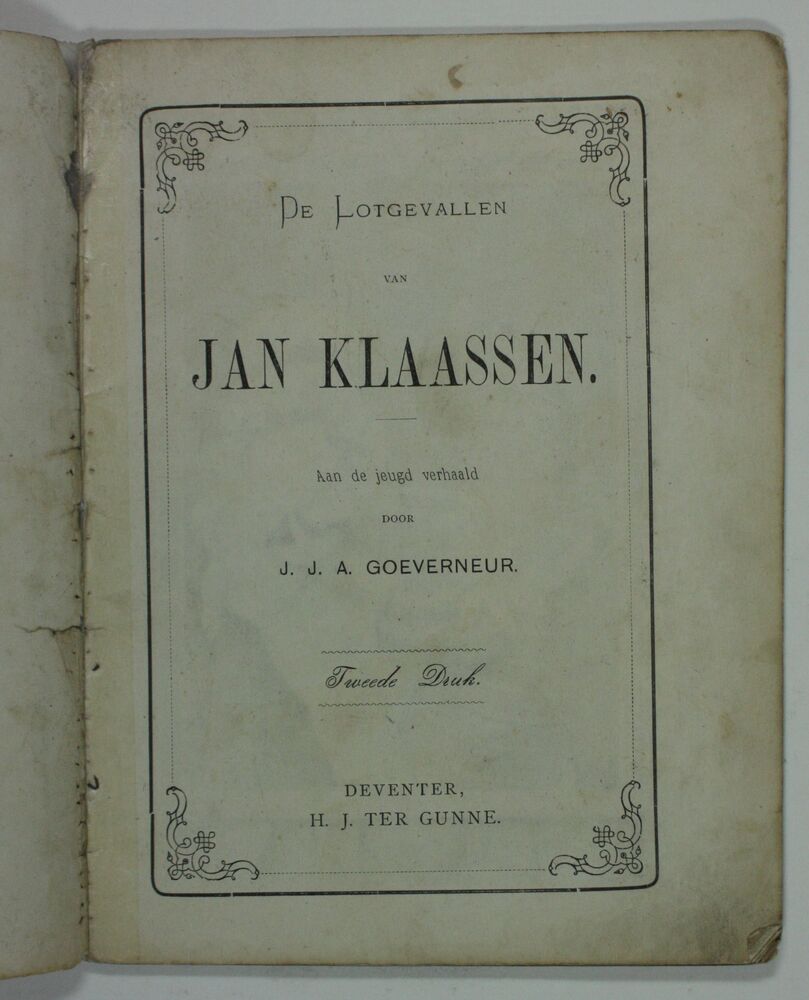 De Lotgevallen
VAN
JAN KLAASSEN.
Aan de jeugd verhaald
DOOR
J. J. A. GOEVERNEUR.
Tweede Druk.
DEVENTER,
H. J. TER GUNNE.